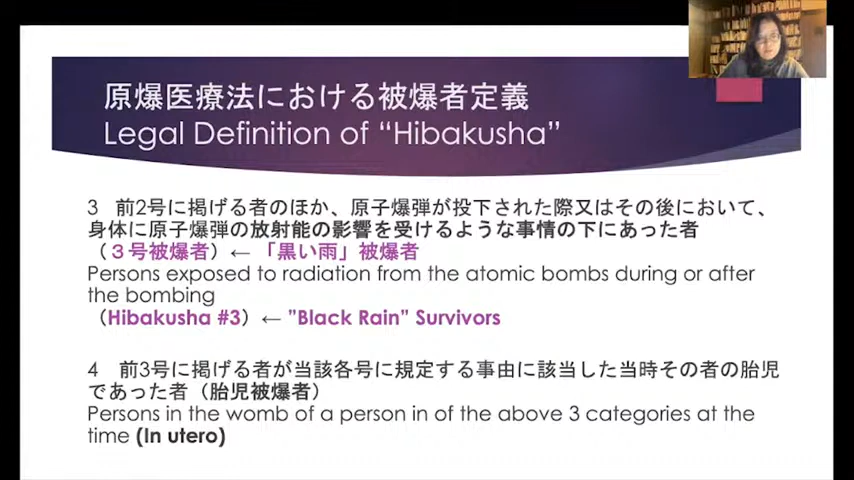 原爆医療法における被爆者定義
Legal Definition of “Hibakusha”
3　前2号に掲げる者のほか、原子爆弾が投下された際又はその後において、
身体に原子爆弾の放射能の影響を受けるような事情の下にあった者
（３号被爆者）←「黒い雨」被爆者
Persons exposed to radiation from the atomic bombs during or after
the bombing
（Hibakusha #3）← ”Black Rain” Survivors
4　前3号に掲げる者が当該各号に規定する事由に該当した当時その者の胎児
であった者（胎児被爆者）
Persons in the womb of a person in of the above 3 categories at the
time (In utero)